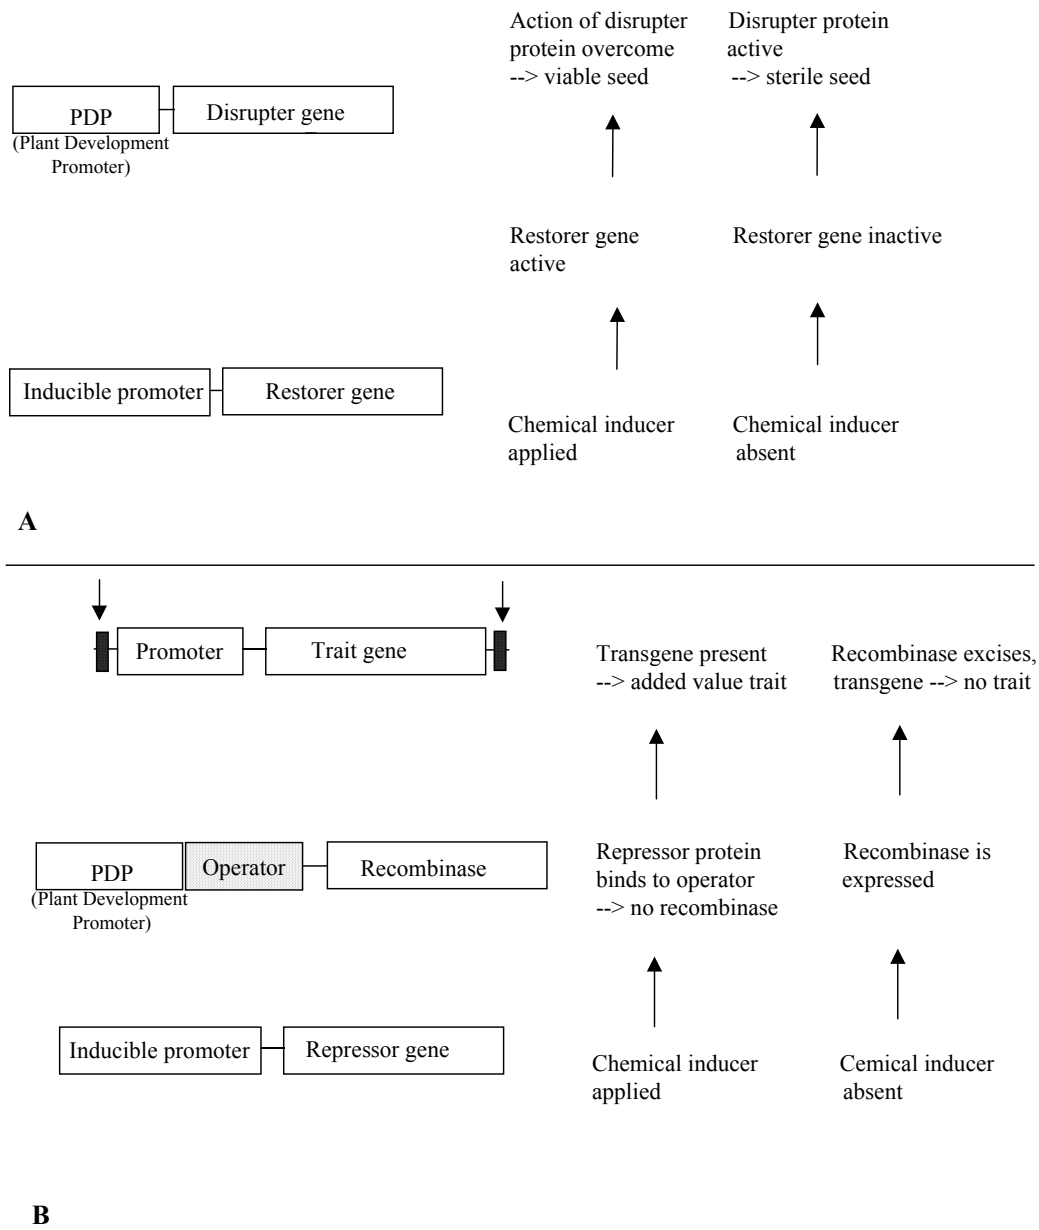 Action of disrupter
protein overcome
--> viable seed
Disrupter protein
active
--> sterile seed
PDP
Disrupter gene
(Plant Development
Promoter)
Restorer gene
active
Restorer gene inactive
Inducible promoter
Restorer gene
Chemical inducer
applied
Chemical inducer
absent
A
Promoter
Trait gene
Transgene present
--> added value trait
Recombinase excises,
transgene --> no trait
PDP
Operator
Recombinase
(Plant Development
Promoter)
Repressor protein
binds to operator
--> no recombinase
Recombinase is
expressed
Inducible promoter
Repressor gene
Chemical inducer
applied
Cemical inducer
absent
B